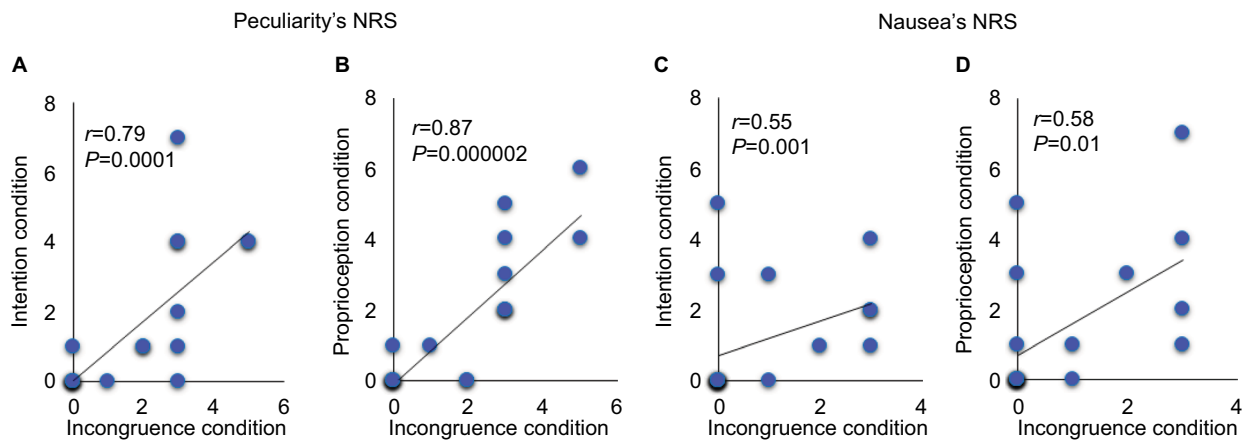 Peculiarity’s NRS
Nausea’s NRS
A
8
6
4
2
0
Intention condition
r=0.79
P=0.0001
0 2 4 6
Incongruence condition
B
8
6
4
2
0
Proprioception condition
r=0.87
P=0.000002
0 2 4 6
Incongruence condition
C
8
6
4
2
0
Intention condition
r=0.55
P=0.001
0 2 4
Incongruence condition
D
8
6
4
2
0
Proprioception condition
r=0.58
P=0.01
0 2 4
Incongruence condition